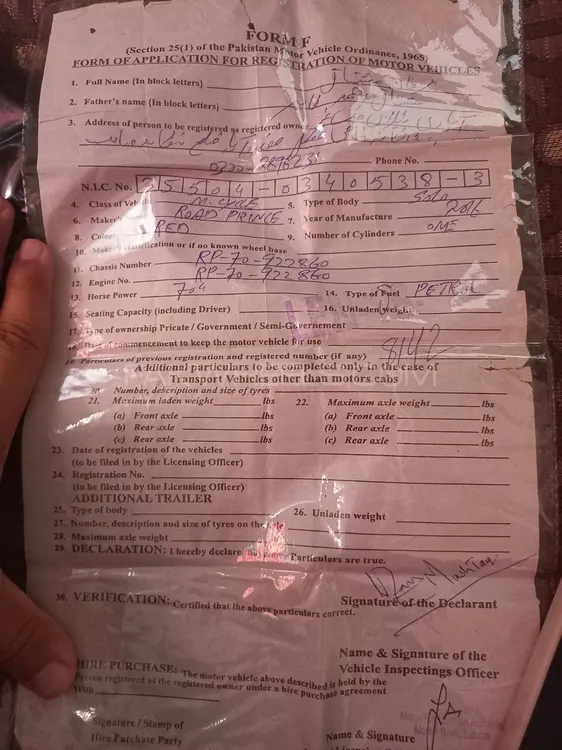 FORM F
(Section 25(1) of the Pakistan Motor Vehicle Ordinance, 1965)
FORM OF APPLICATION FOR REGISTRATION OF MOTOR VEHICLES
1. Full Name (In block letters)
2. Father's name (In block letters)
3. Address of person to be registered as registered owner
Phone No.
N.I.C. No. 35504-0340538-3
4. Class of Vehicle M.CYCLE 5. Type of Body SOLO
6. Maker's ROAD PRINCE 7. Year of Manufacture 2016
8. Colour RED 9. Number of Cylinders ONE
10. Maker's classification or if no known wheel base
11. Chassis Number RP-70-922860
12. Engine No. RP-70-922860
13. Horse Power 14. Type of Fuel PETROL
15. Seating Capacity (including Driver) 16. Unladen weight
17. Type of ownership Private / Government / Semi-Governement
18. Date of commencement to keep the motor vehicle for use
19. Particulars of previous registration and registered number (if any) 8142
Additional particulars to be completed only in the case of
Transport Vehicles other than motors cabs
20. Number, description and size of tyres
21. Meximum laden weight lbs 22. Maximum axle weight lbs
(a) Front axle lbs (a) Front axle lbs
(b) Rear axle lbs (b) Rear axle lbs
(c) Rear axle lbs (c) Rear axle lbs
23. Date of registration of the vehicles
(to be filed in by the Licensing Officer)
24. Registration No.
(to be filed in by the Licensing Officer)
ADDITIONAL TRAILER
25, Type of body 26. Unladen weight
27. Number, description and size of tyres on the
28. Maximum axle weight
29. DECLARATION: I hereby declare Particulars are true.
Signature of the Declarant
30. VERIFICATION: Certified that the above particulars correct.
Name & Signature of the
Vehicle Inspectings Officer
HIRE PURCHASE: The motor vehicle above described is held by the
Person registered as the registered owner under a hire purchase agreement
With
Signature / Stamp of
Hire Purchase Party
Name & Signature